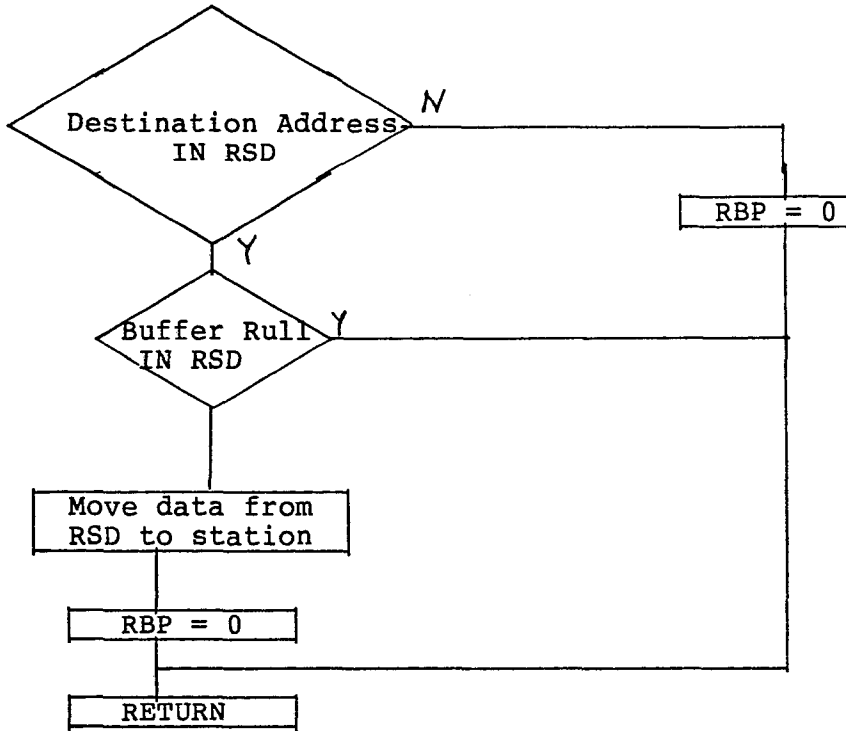 Destination Address
IN RSD
N
RBP = 0
Y
Buffer Rull
IN RSD
Y
Move data from
RSD to station
RBP = 0
RETURN